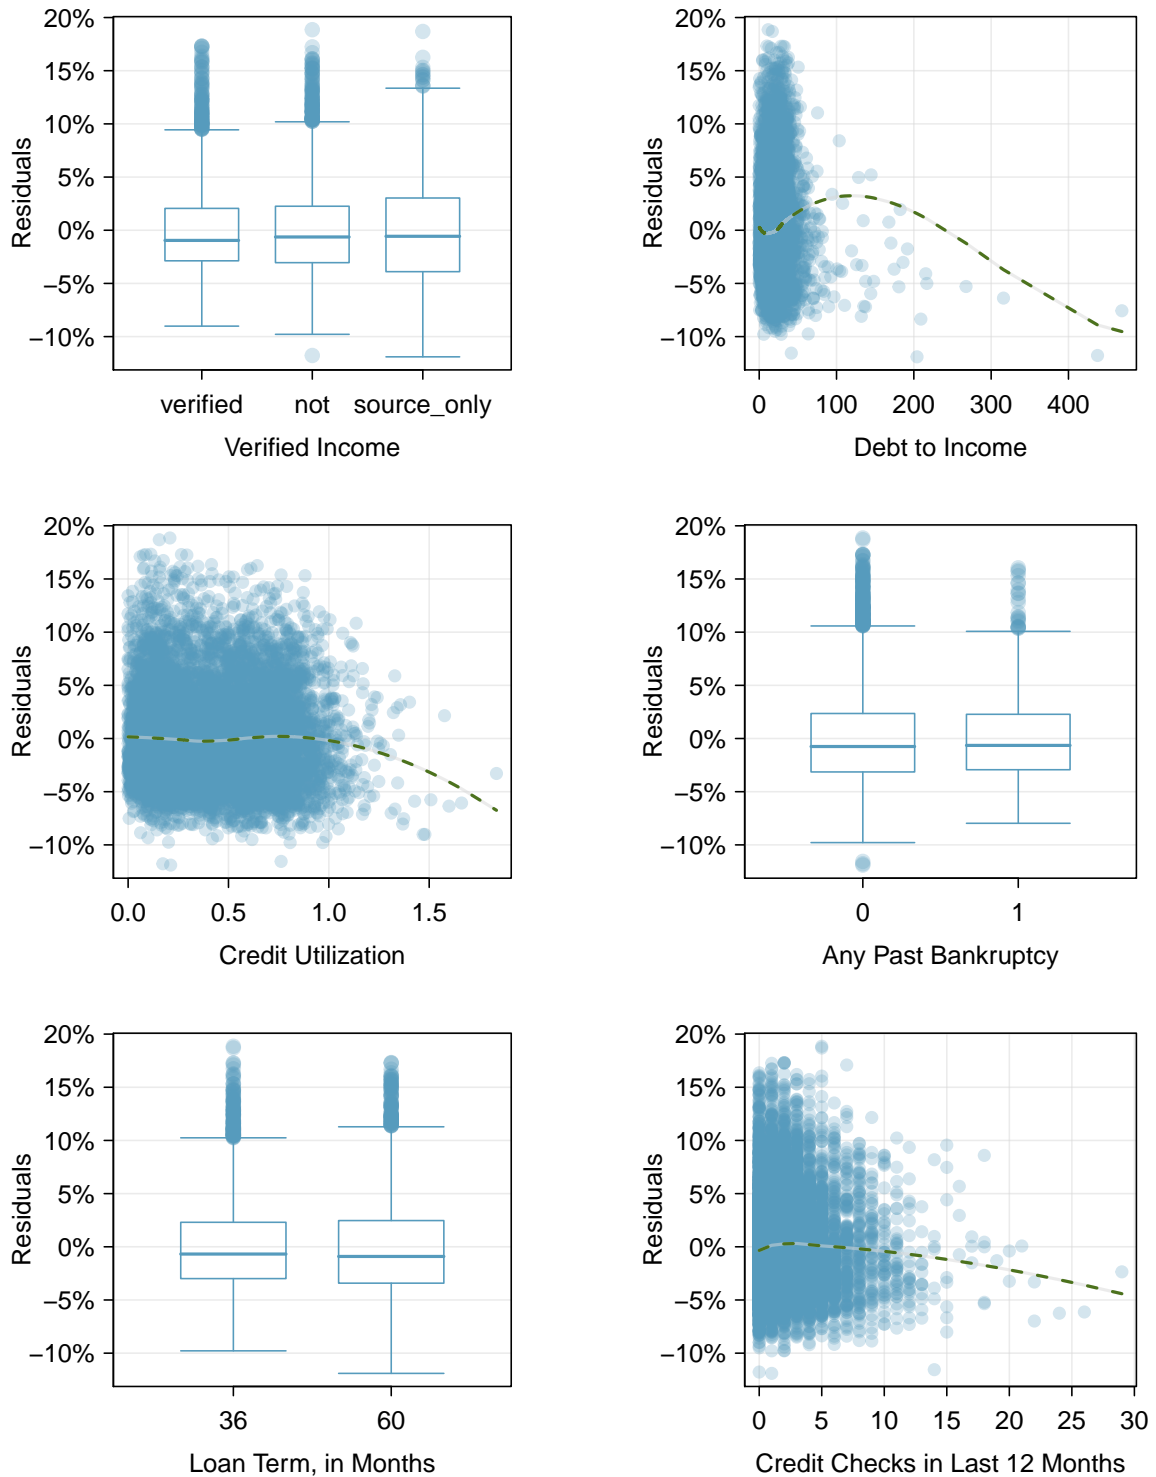 20%
15%
10%
5%
0%
−5%
−10%
Residuals
verified not source_only
Verified Income
20%
15%
10%
5%
0%
−5%
−10%
Residuals
0 100 200 300 400
Debt to Income
20%
15%
10%
5%
0%
−5%
−10%
Residuals
0.0 0.5 1.0 1.5
Credit Utilization
20%
15%
10%
5%
0%
−5%
−10%
Residuals
0 1
Any Past Bankruptcy
20%
15%
10%
5%
0%
−5%
−10%
Residuals
36 60
Loan Term, in Months
20%
15%
10%
5%
0%
−5%
−10%
Residuals
0 5 10 15 20 25 30
Credit Checks in Last 12 Months